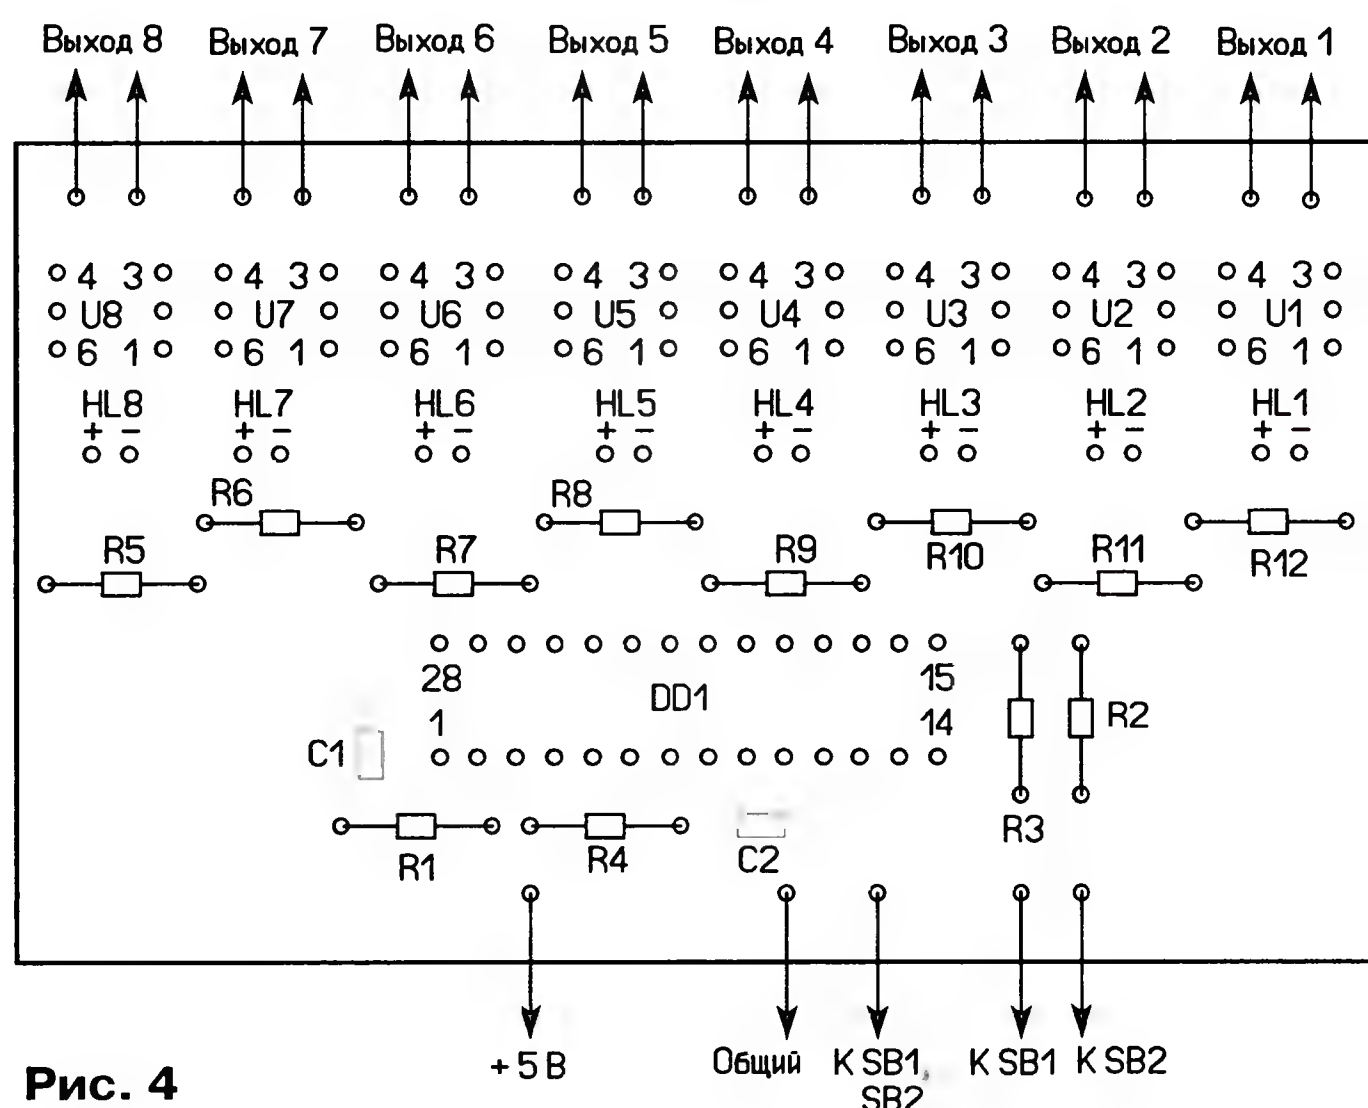 Выход 8 Выход 7 Выход 6 Выход 5 Выход 4 Выход 3 Выход 2 Выход 1
4 3 4 3 4 3 4 3 4 3 4 3 4 3 4 3
U8 U7 U6 U5 U4 U3 U2 U1
6 1 6 1 6 1 6 1 6 1 6 1 6 1 6 1
HL8 HL7 HL6 HL5 HL4 HL3 HL2 HL1
+ − + − + − + − + − + − + − + −
R6 R8
R5 R7 R9 R10 R11 R12
28 DD1 15
1 14 R2
C1
R3
R1 R4 C2
+5 В Общий К SB1, К SB1 К SB2
SB2
Рис. 4